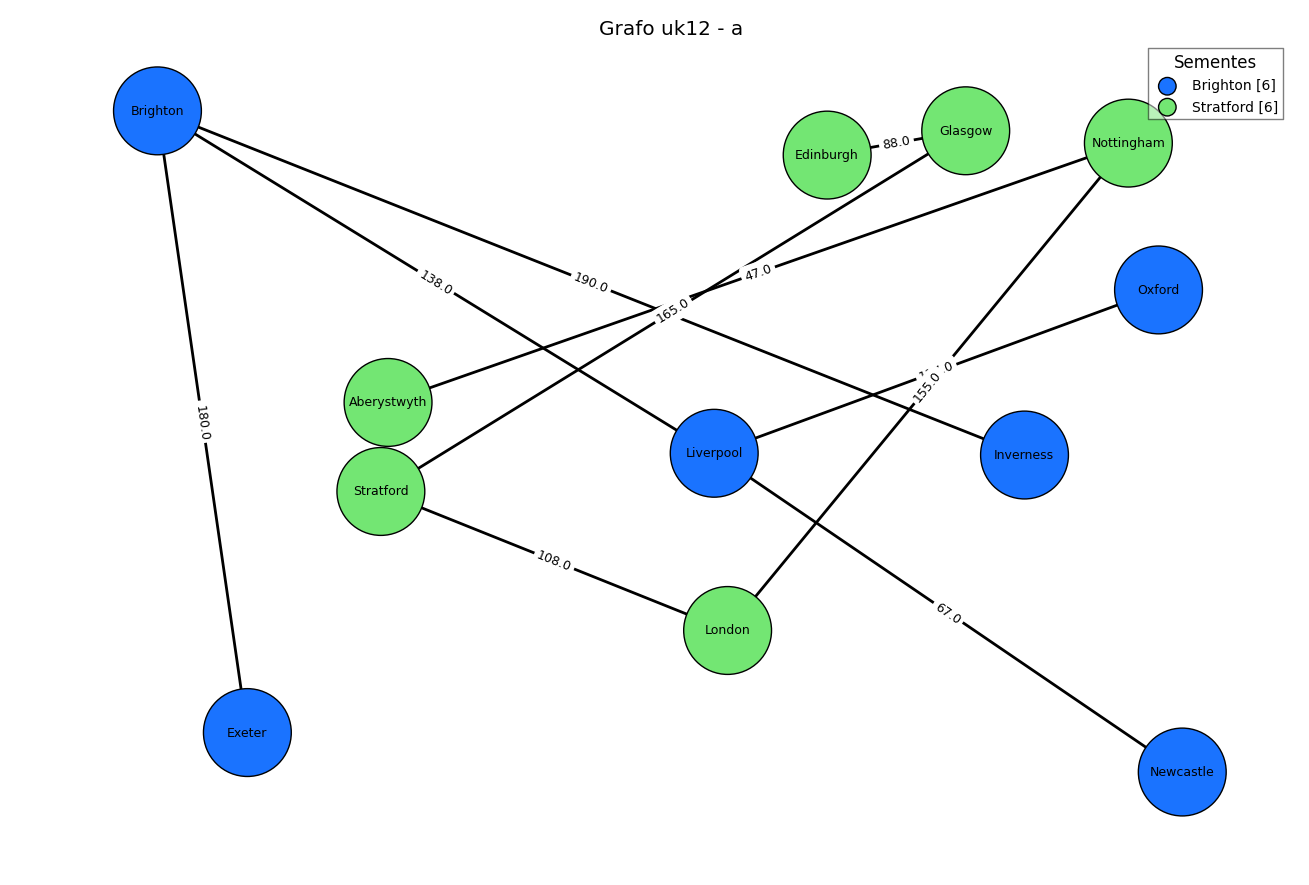 Grafo uk12 - a
Sementes
Brighton [6]
Stratford [6]
Brighton
Edinburgh
88.0
Glasgow
Nottingham
138.0
190.0
47.0
165.0
Oxford
Aberystwyth
155.0
180.0
Liverpool
Inverness
Stratford
108.0
London
67.0
Exeter
Newcastle